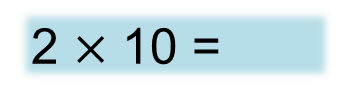 2 × 10 =